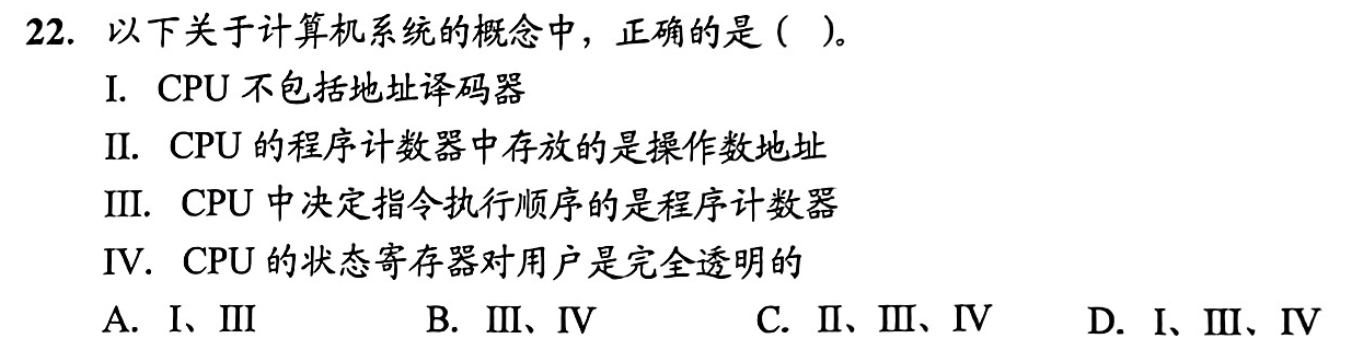 22. 以下关于计算机系统的概念中，正确的是（ ）。
I. CPU 不包括地址译码器
II. CPU 的程序计数器中存放的是操作数地址
III. CPU 中决定指令执行顺序的是程序计数器
IV. CPU 的状态寄存器对用户是完全透明的
A. I、III B. III、IV C. II、III、IV D. I、III、IV